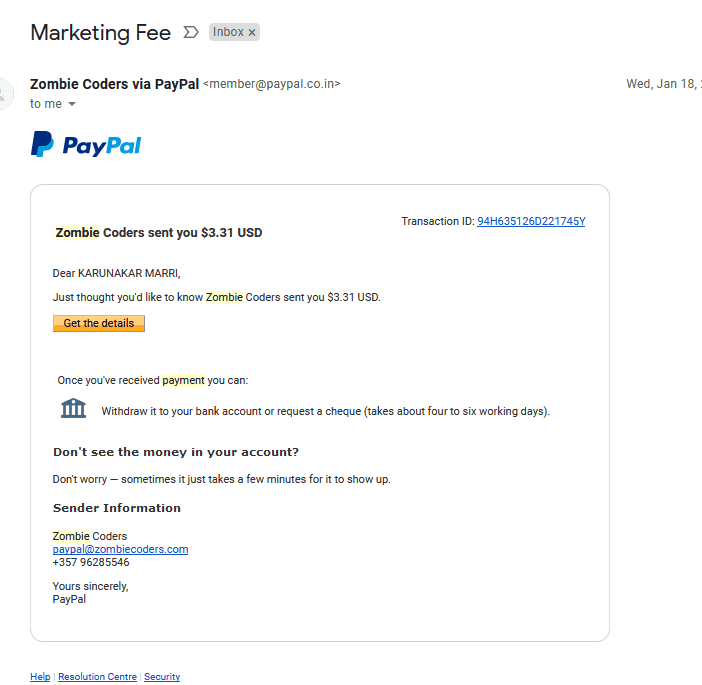 Marketing Fee Inbox ×
Zombie Coders via PayPal <member@paypal.co.in> Wed, Jan 18,
to me
PayPal
Zombie Coders sent you $3.31 USD
Transaction ID: 94H635126D221745Y
Dear KARUNAKAR MARRI,
Just thought you'd like to know Zombie Coders sent you $3.31 USD.
Get the details
Once you've received payment you can:
Withdraw it to your bank account or request a cheque (takes about four to six working days).
Don't see the money in your account?
Don't worry — sometimes it just takes a few minutes for it to show up.
Sender Information
Zombie Coders
paypal@zombiecoders.com
+357 96285546
Yours sincerely,
PayPal
Help | Resolution Centre | Security